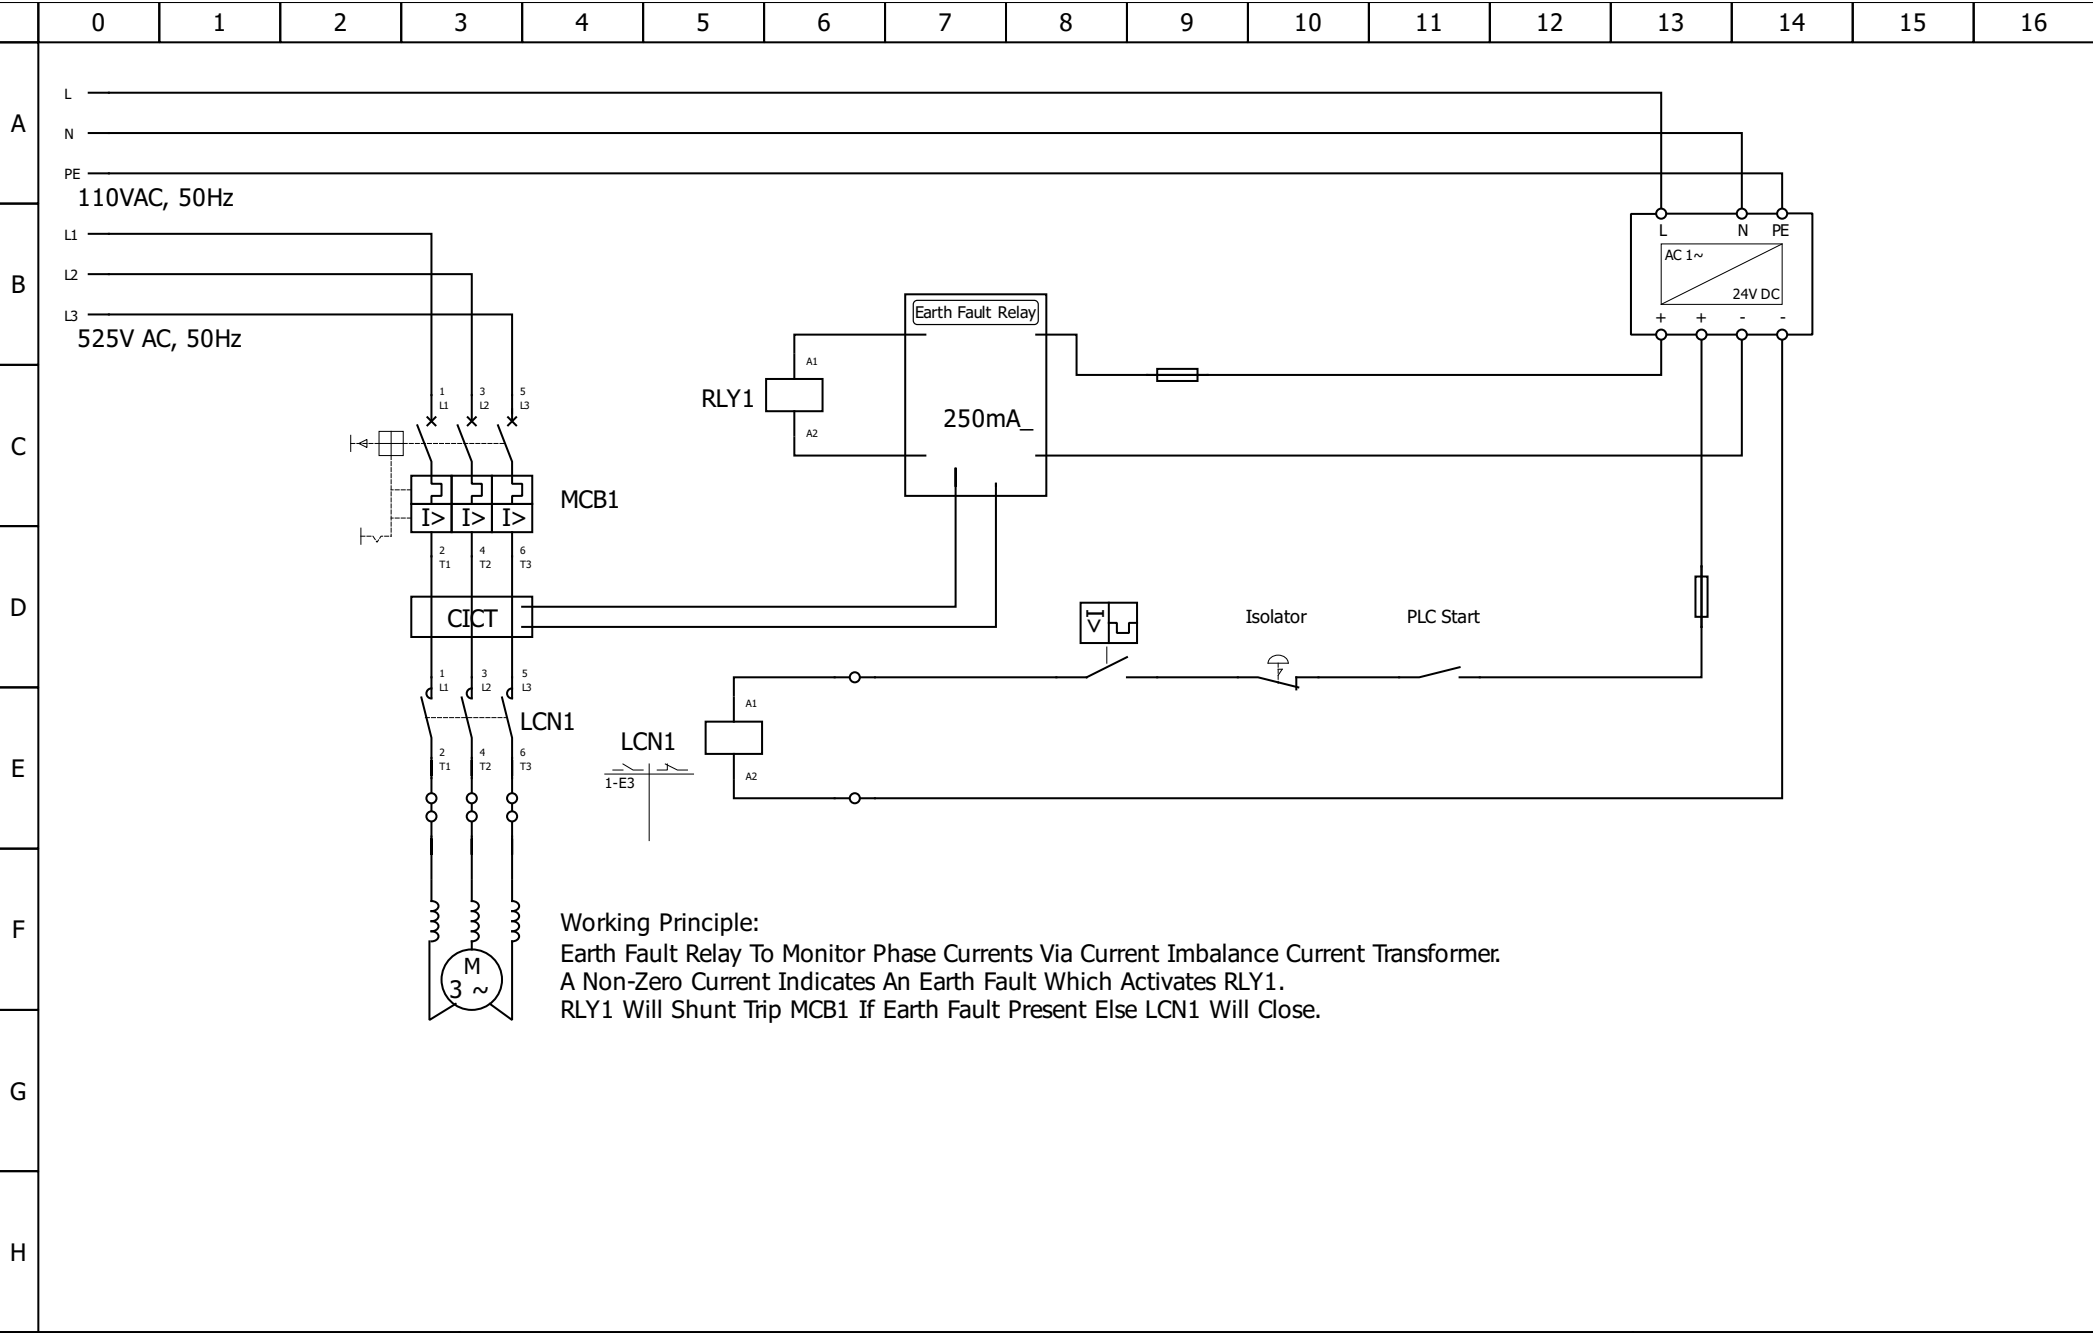 0 1 2 3 4 5 6 7 8 9 10 11 12 13 14 15 16
A
B
C
D
E
F
G
H
L
N
PE
110VAC, 50Hz
L1
L2
L3
525V AC, 50Hz
L N PE
AC 1~
24V DC
+ + - -
Earth Fault Relay
250mA_
A1
RLY1
A2
1 3 5
L1 L2 L3
I> I> I>
MCB1
2 4 6
T1 T2 T3
CICT
I>
Isolator
PLC Start
1 3 5
L1 L2 L3
LCN1
2 4 6
T1 T2 T3
A1
LCN1
A2
1-E3
M
3 ~
Working Principle:
Earth Fault Relay To Monitor Phase Currents Via Current Imbalance Current Transformer.
A Non-Zero Current Indicates An Earth Fault Which Activates RLY1.
RLY1 Will Shunt Trip MCB1 If Earth Fault Present Else LCN1 Will Close.